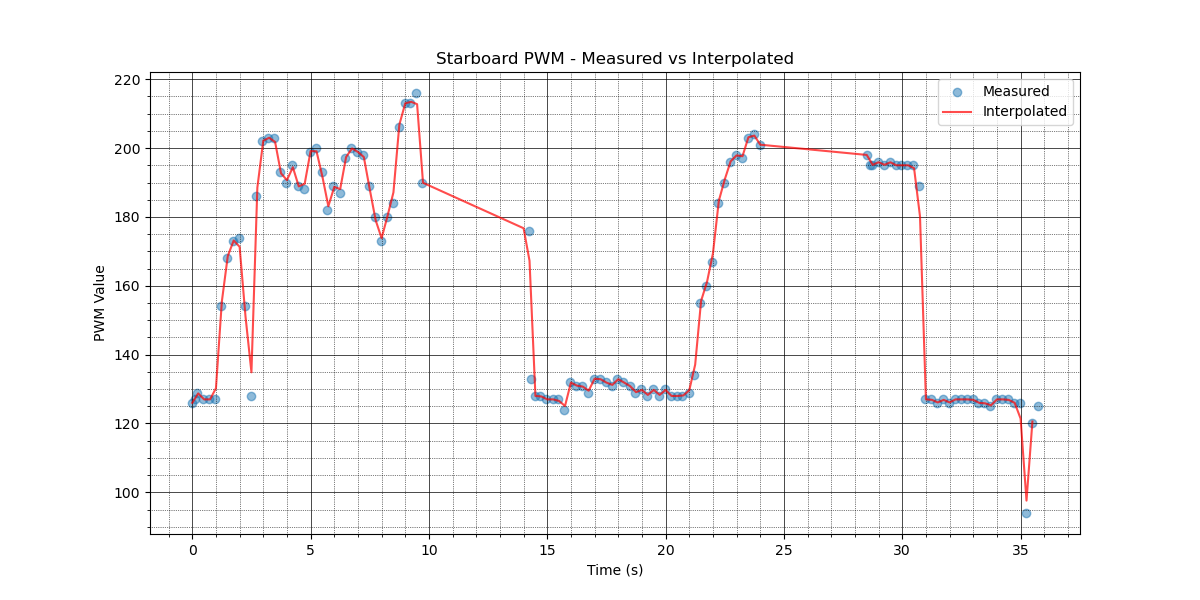 Starboard PWM - Measured vs Interpolated
Measured
Interpolated
PWM Value
220
200
180
160
140
120
100
0 5 10 15 20 25 30 35
Time (s)